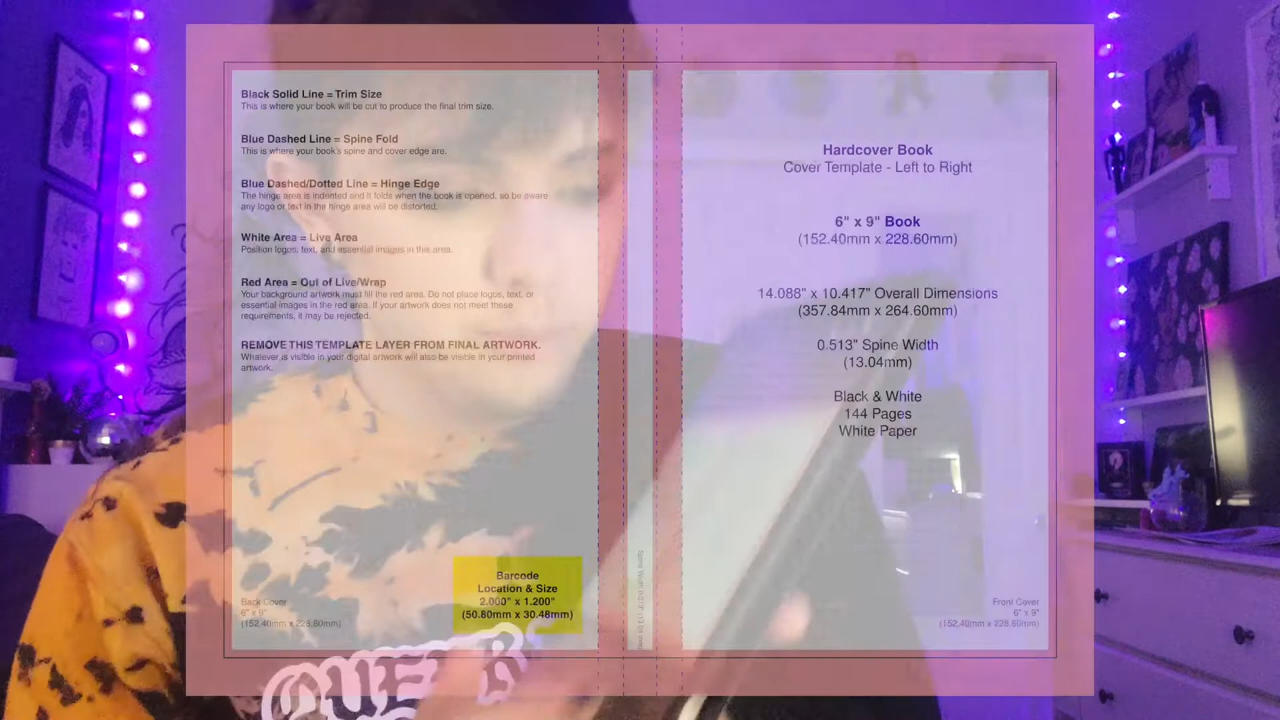 Black Solid Line = Trim Size
This is where your book will be cut to produce the final trim size.
Blue Dashed Line = Spine Fold
This is where your book's spine and cover edge are.
Blue Dashed/Dotted Line = Hinge Edge
The hinge area is indented and it folds when the book is opened, so be aware
any logo or text in the hinge area will be distorted.
White Area = Live Area
Position logos, text, and essential images in this area.
Red Area = Out of Live/Wrap
Your background artwork must fill the red area. Do not place logos, text, or
essential images in the red area. If your artwork does not meet these
requirements, it may be rejected.
REMOVE THIS TEMPLATE LAYER FROM FINAL ARTWORK.
Whatever is visible in your digital artwork will also be visible in your printed
artwork.
Back Cover
6" x 9"
(152.40mm x 228.60mm)
Barcode
Location & Size
2.000" x 1.200"
(50.80mm x 30.48mm)
Spine Width
Hardcover Book
Cover Template - Left to Right
6" x 9" Book
(152.40mm x 228.60mm)
14.088" x 10.417" Overall Dimensions
(357.84mm x 264.60mm)
0.513" Spine Width
(13.04mm)
Black & White
144 Pages
White Paper
Front Cover
6" x 9"
(152.40mm x 228.60mm)